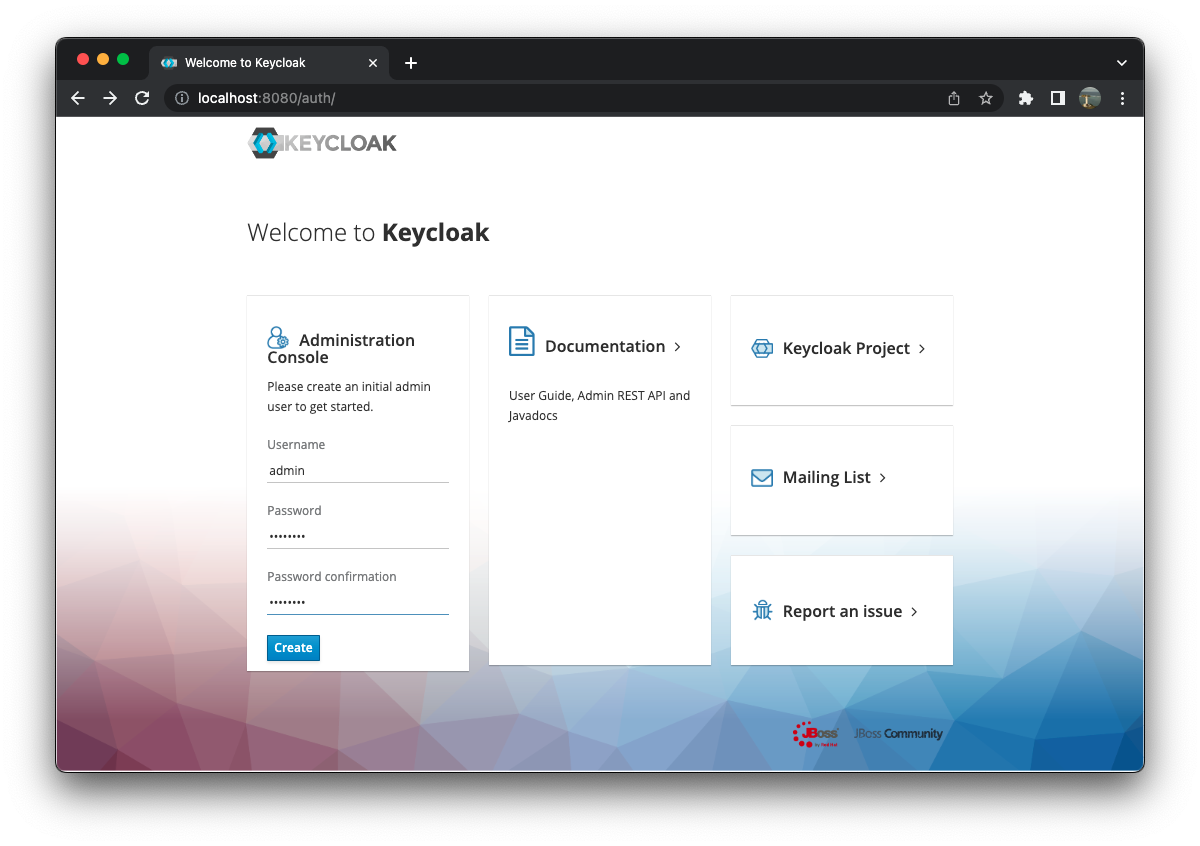 Welcome to Keycloak
localhost:8080/auth/
KEYCLOAK
Welcome to Keycloak
Administration
Console
Please create an initial admin
user to get started.
Username
admin
Password
••••••••
Password confirmation
••••••••
Create
Documentation
User Guide, Admin REST API and
Javadocs
Keycloak Project
Mailing List
Report an issue
JBoss
by Red Hat
JBoss Community